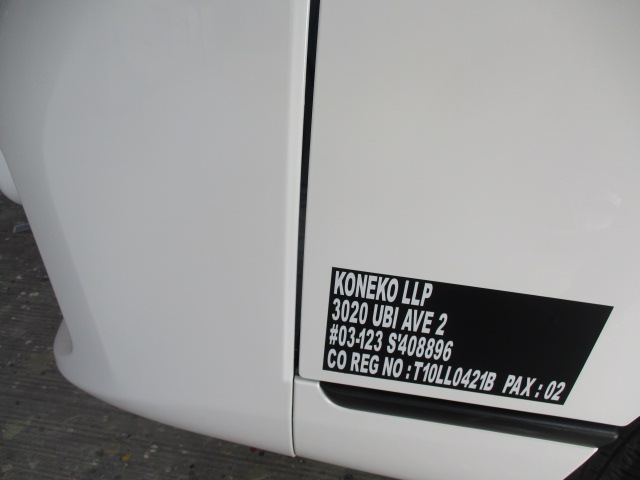 KONEKO LLP
3020 UBI AVE 2
#03-123 S'408896
CO REG NO : T10LL0421B PAX : 02